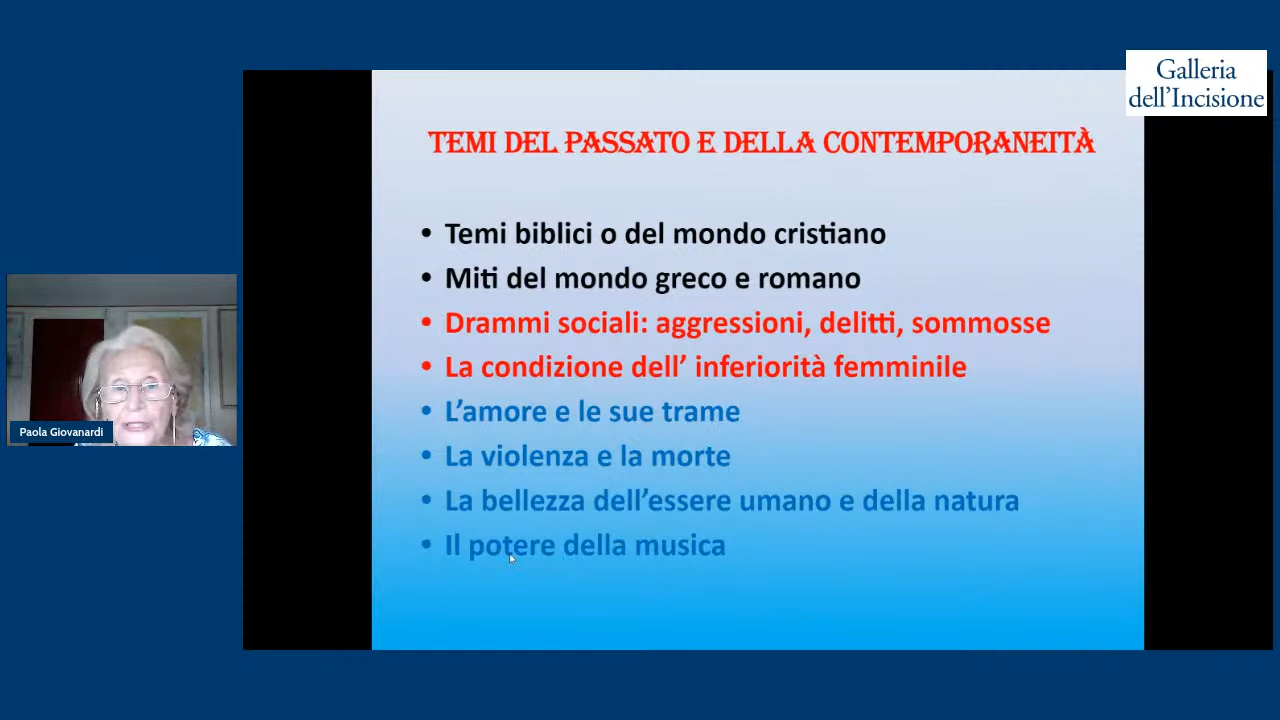 Galleria
dell'Incisione
TEMI DEL PASSATO E DELLA CONTEMPORANEITÀ
• Temi biblici o del mondo cristiano
• Miti del mondo greco e romano
• Drammi sociali: aggressioni, delitti, sommosse
• La condizione dell' inferiorità femminile
• L'amore e le sue trame
• La violenza e la morte
• La bellezza dell'essere umano e della natura
• Il potere della musica
Paola Giovanardi